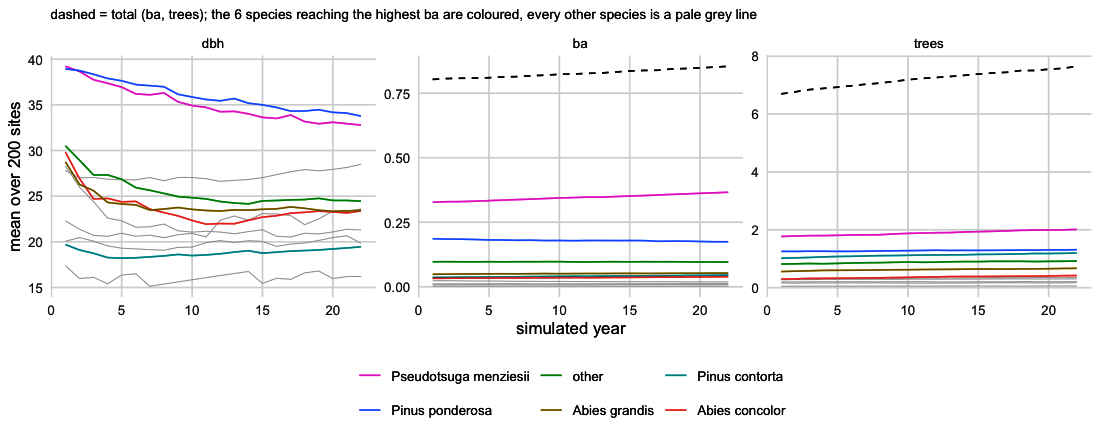 dashed = total (ba, trees); the 6 species reaching the highest ba are coloured, every other species is a pale grey line
dbh
ba
trees
mean over 200 sites
40
35
30
25
20
15
0.75
0.50
0.25
0.00
8
6
4
2
0
0 5 10 15 20
0 5 10 15 20
0 5 10 15 20
simulated year
Pseudotsuga menziesii other Pinus contorta
Pinus ponderosa Abies grandis Abies concolor